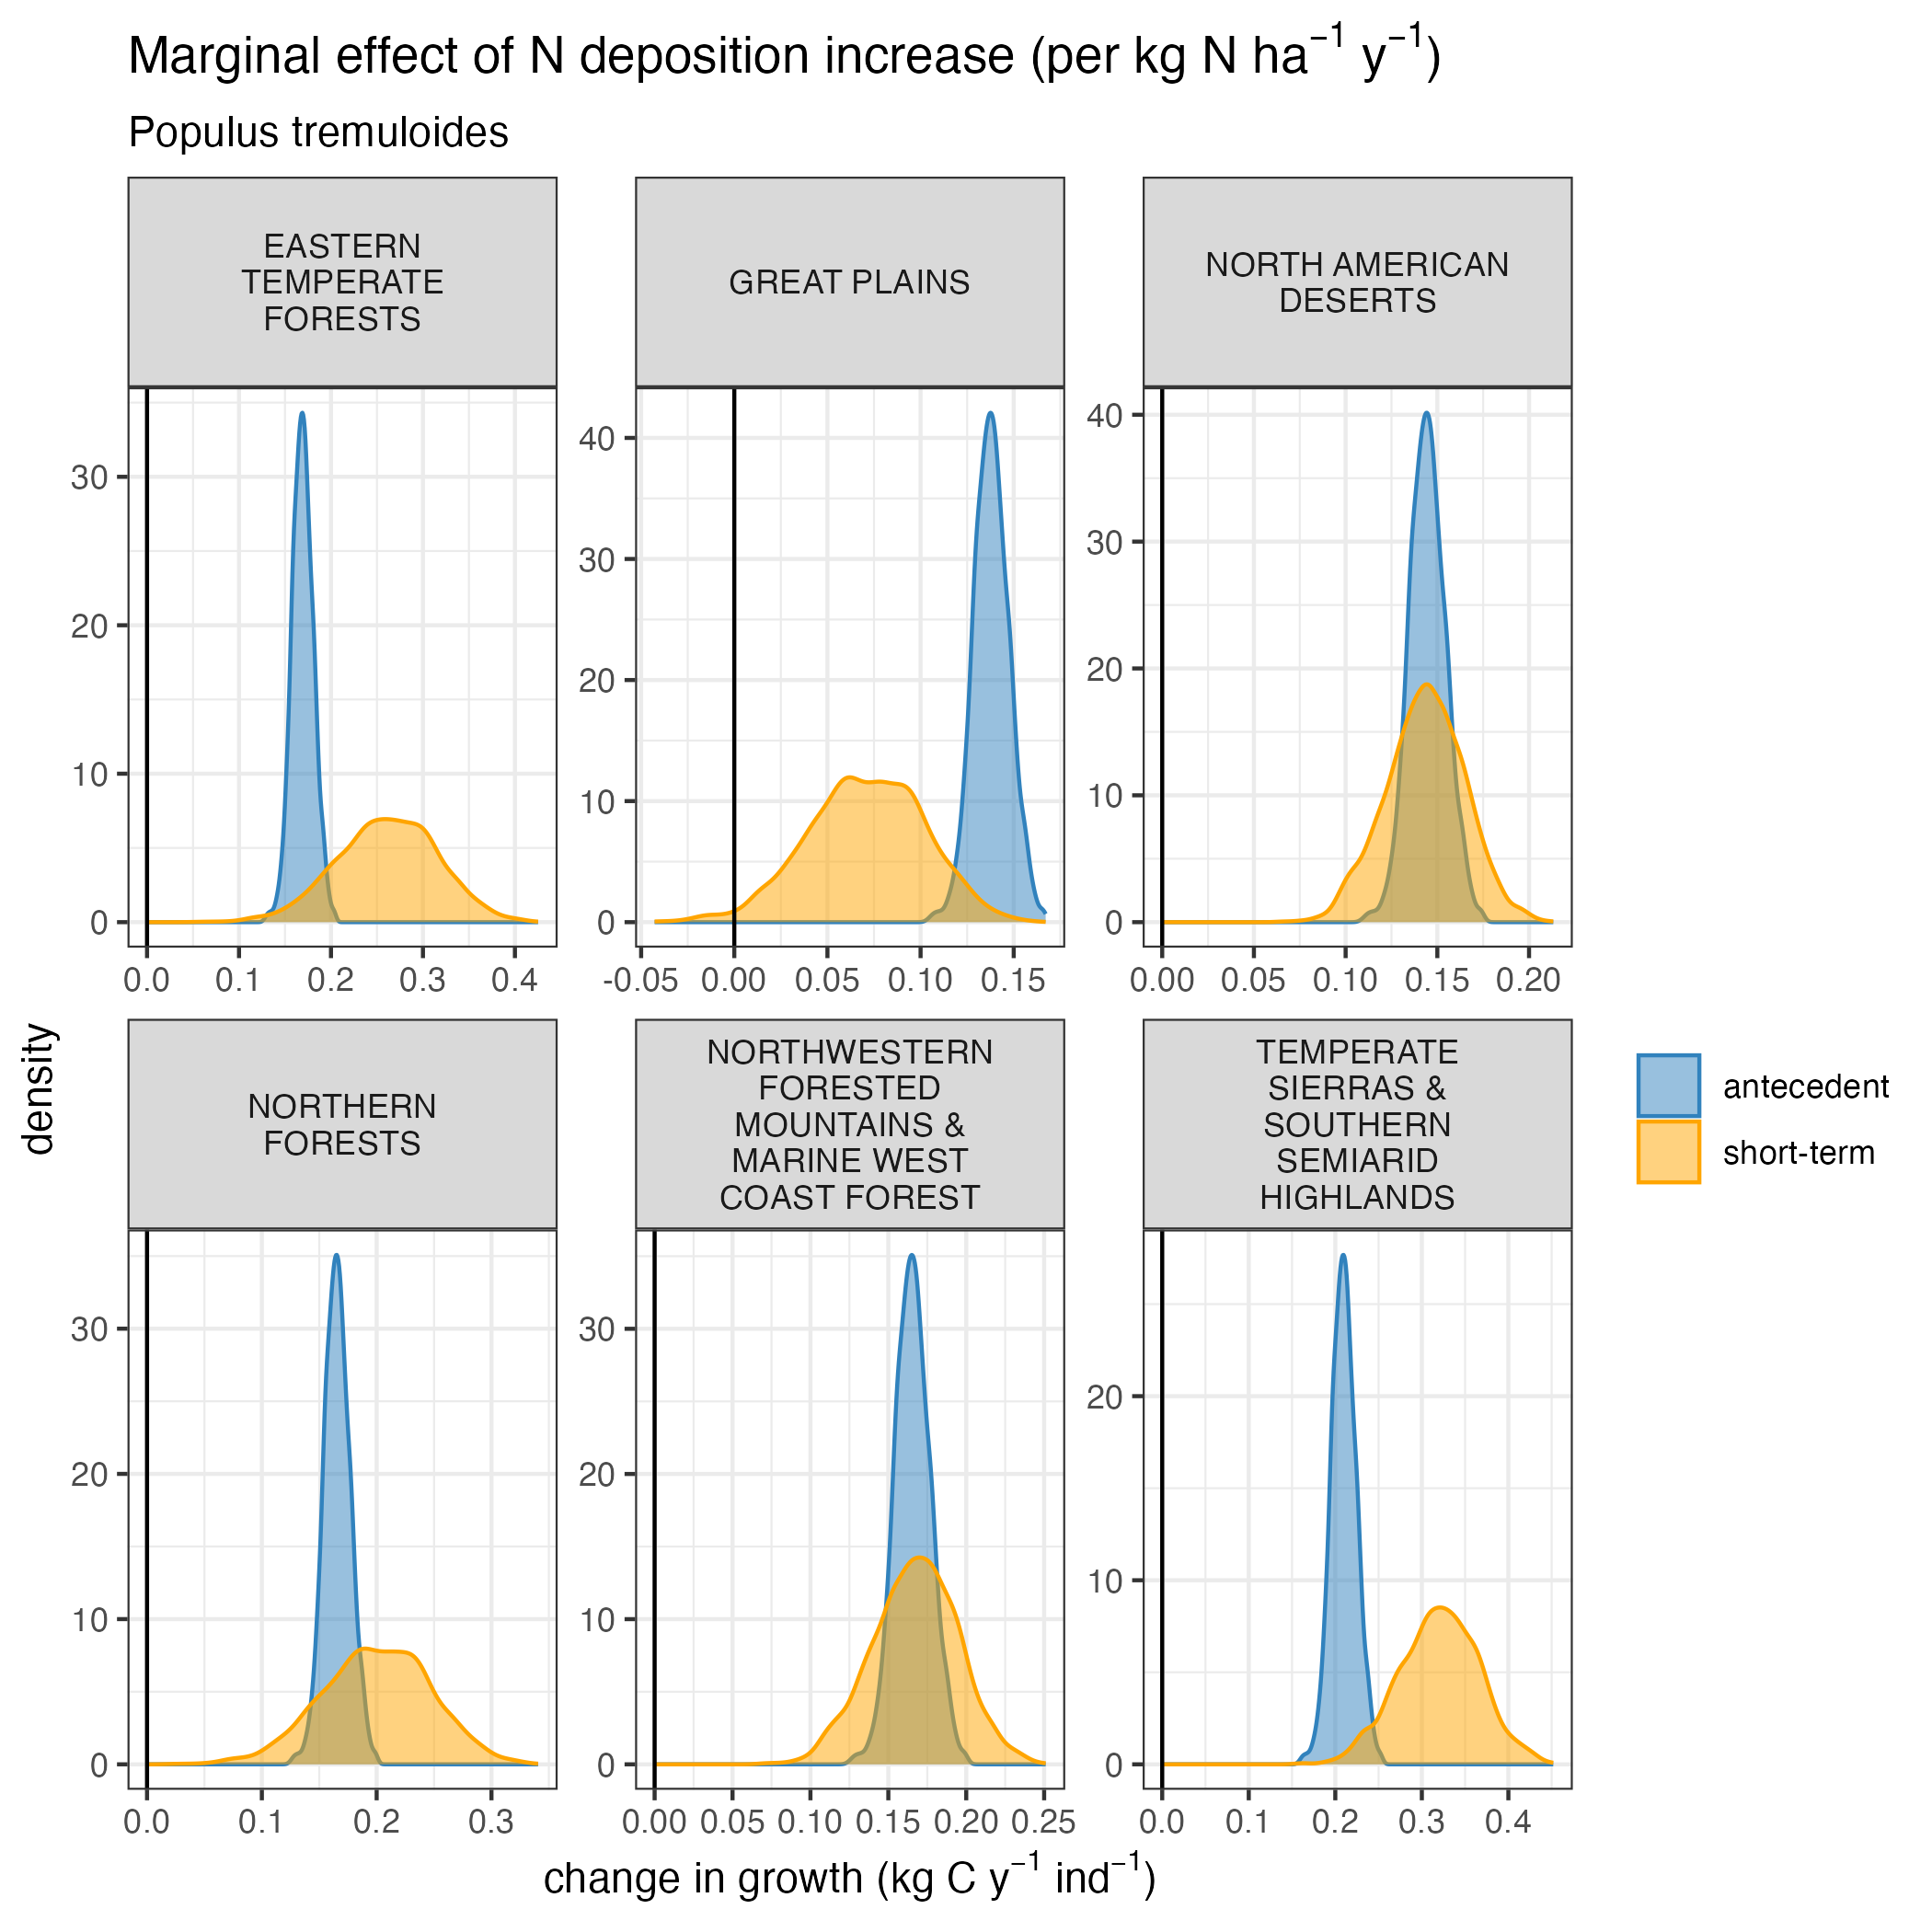 Marginal effect of N deposition increase (per kg N ha⁻¹ y⁻¹)
Populus tremuloides
EASTERN
TEMPERATE
FORESTS
GREAT PLAINS
NORTH AMERICAN
DESERTS
30
20
10
0
0.0 0.1 0.2 0.3 0.4
40
30
20
10
0
-0.05 0.00 0.05 0.10 0.15
40
30
20
10
0
0.00 0.05 0.10 0.15 0.20
density
NORTHERN
FORESTS
NORTHWESTERN
FORESTED
MOUNTAINS &
MARINE WEST
COAST FOREST
TEMPERATE
SIERRAS &
SOUTHERN
SEMIARID
HIGHLANDS
30
20
10
0
0.0 0.1 0.2 0.3
30
20
10
0
0.00 0.05 0.10 0.15 0.20 0.25
20
10
0
0.0 0.1 0.2 0.3 0.4
change in growth (kg C y⁻¹ ind⁻¹)
antecedent
short-term